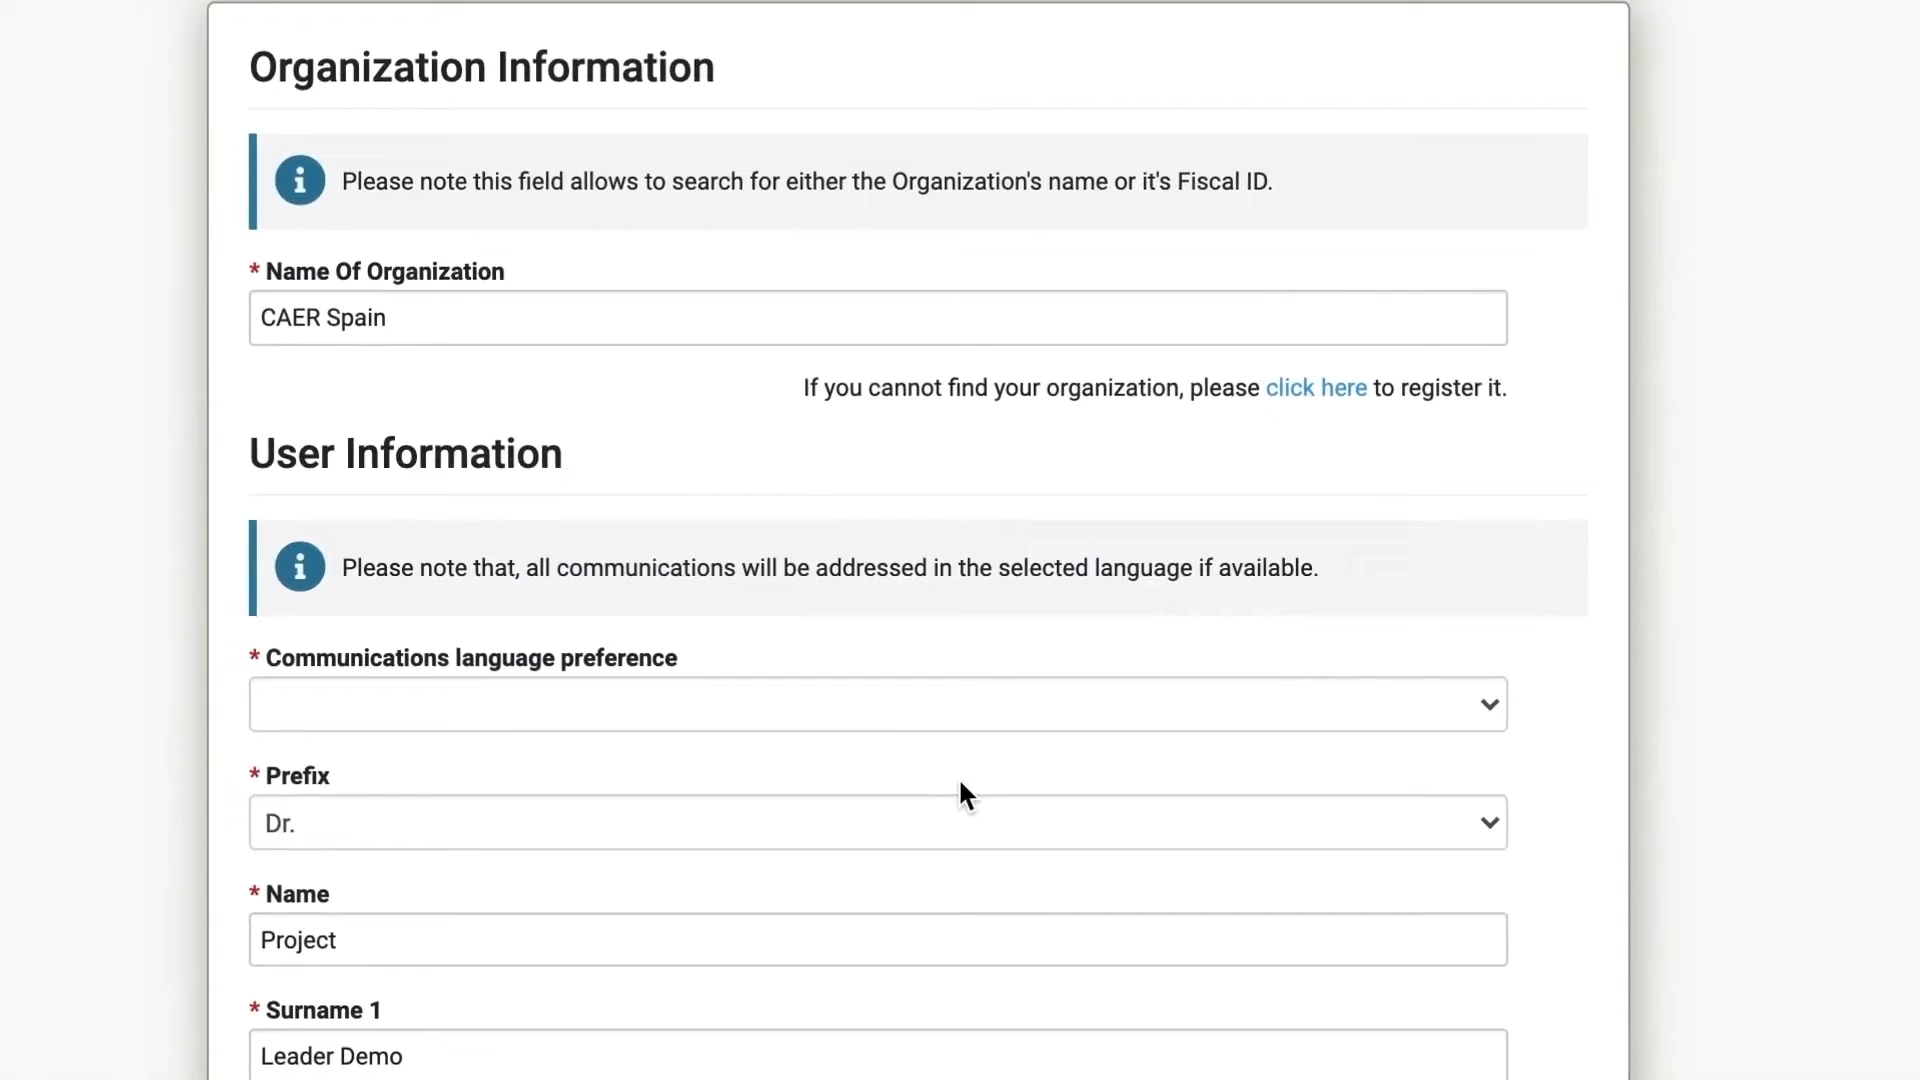 Organization Information
Please note this field allows to search for either the Organization's name or it's Fiscal ID.
* Name Of Organization
CAER Spain
If you cannot find your organization, please click here to register it.
User Information
Please note that, all communications will be addressed in the selected language if available.
* Communications language preference
* Prefix
Dr.
* Name
Project
* Surname 1
Leader Demo